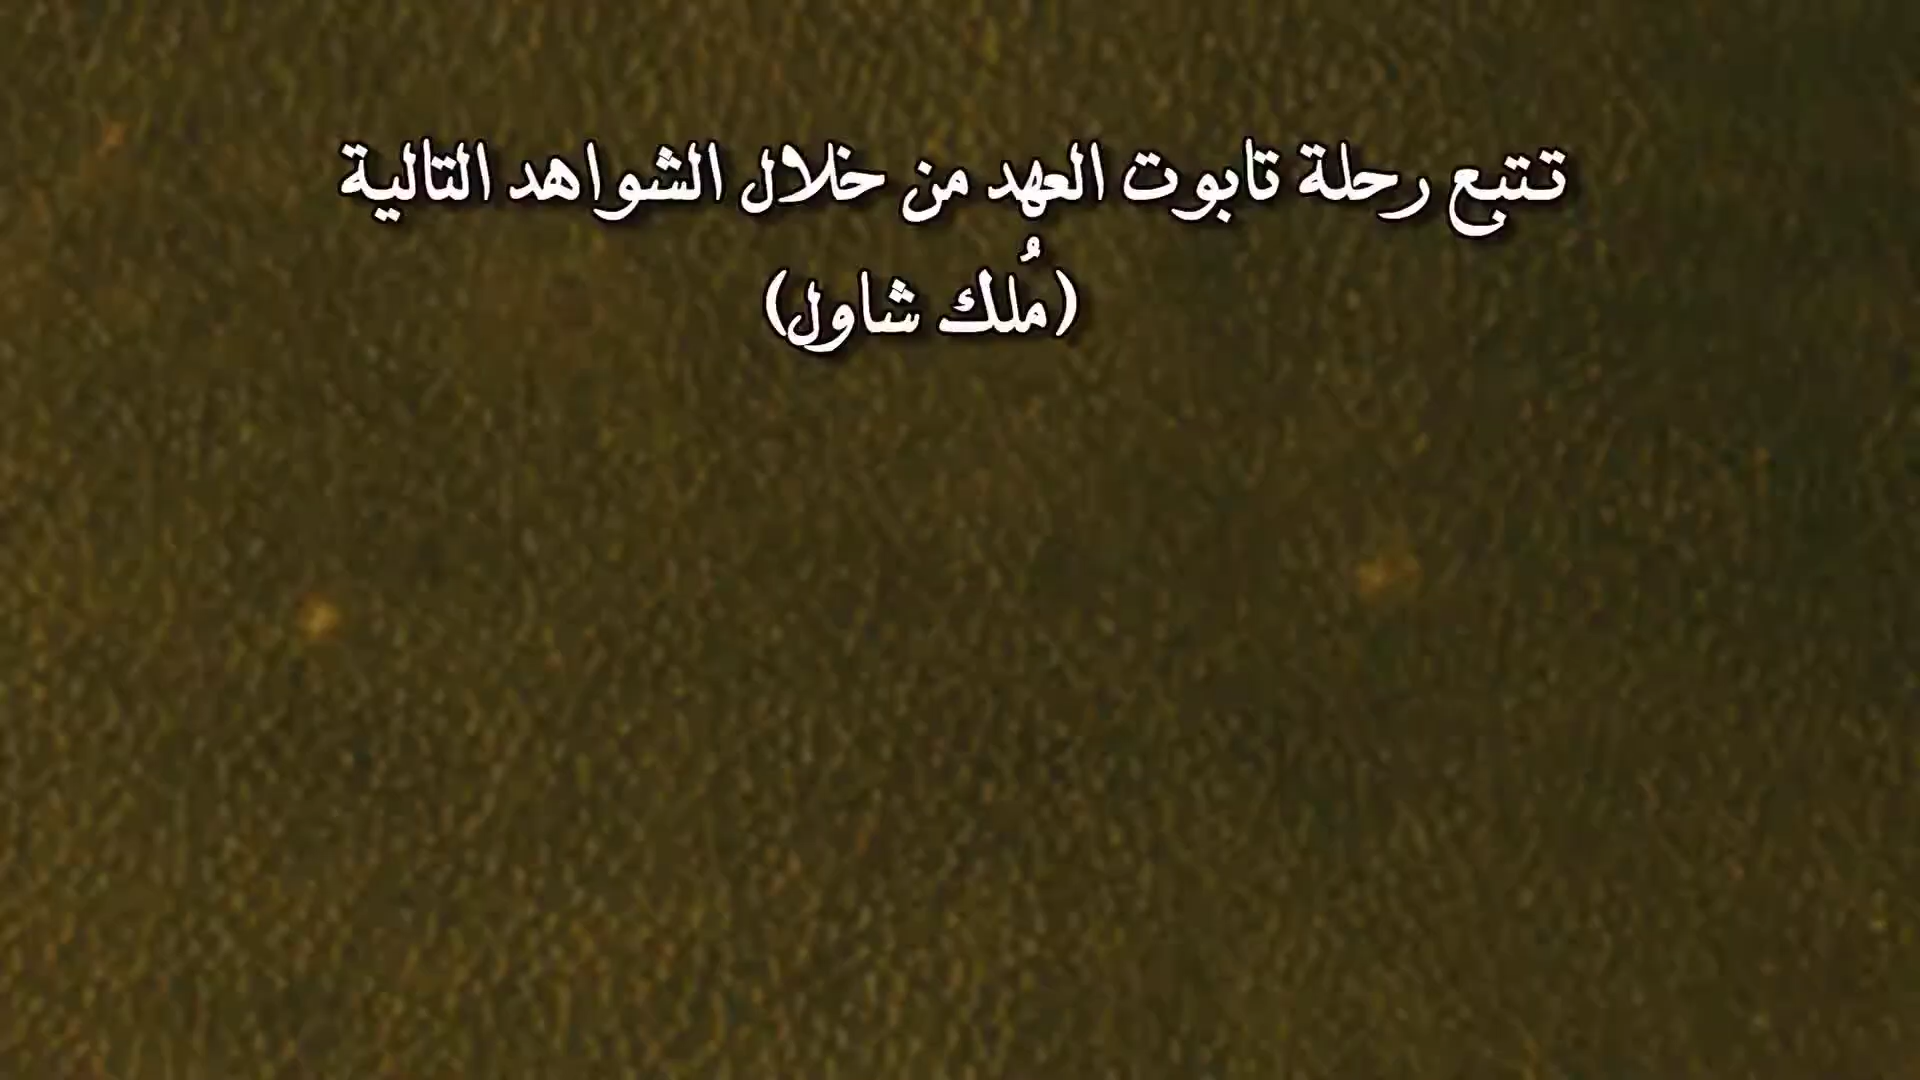 تتبع رحلة تابوت العهد من خلال الشواهد التالية
(مُلك شاول)